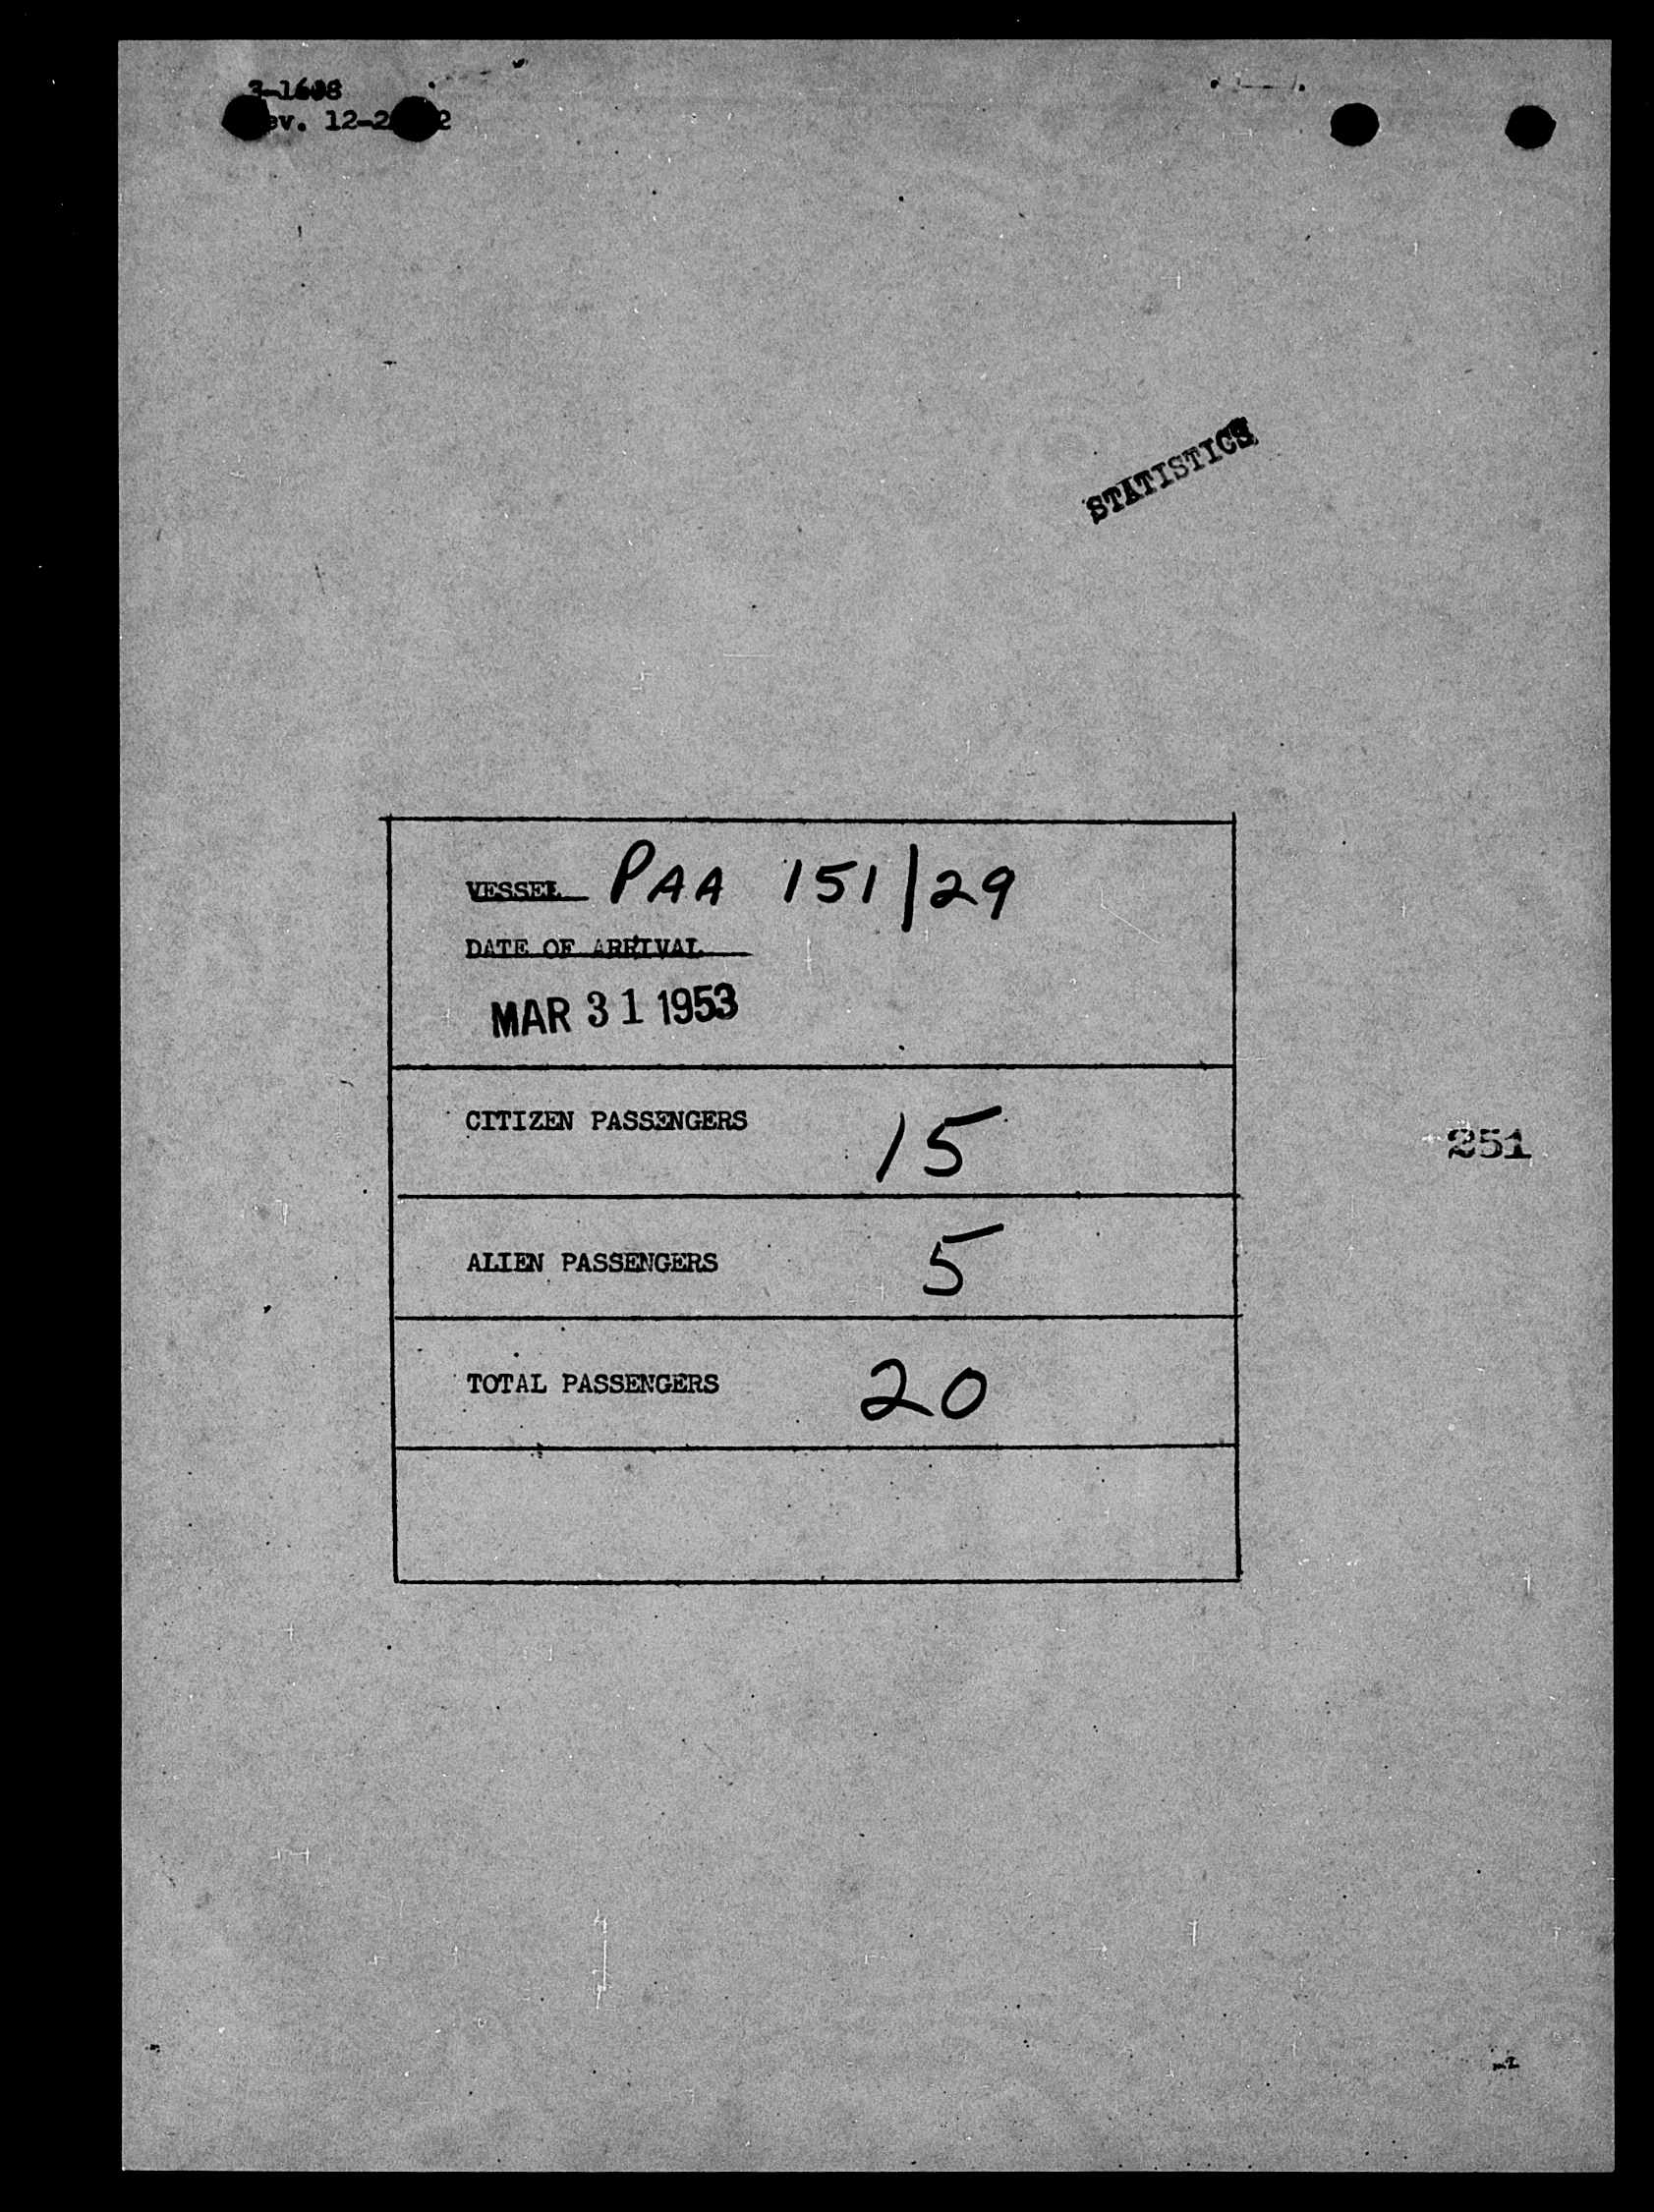 STATISTICS
VESSEL PAA 151/29
DATE OF ARRIVAL
MAR 31 1953
CITIZEN PASSENGERS 15
251
ALIEN PASSENGERS 5
TOTAL PASSENGERS 20